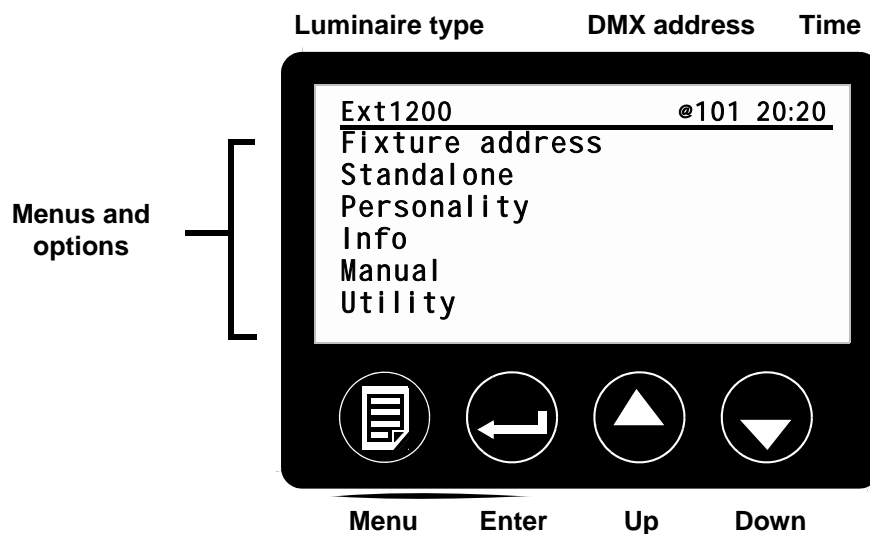 Luminaire type DMX address Time
Ext1200 @101 20:20
Fixture address
Standalone
Personality
Info
Manual
Utility
Menus and
options
Menu Enter Up Down